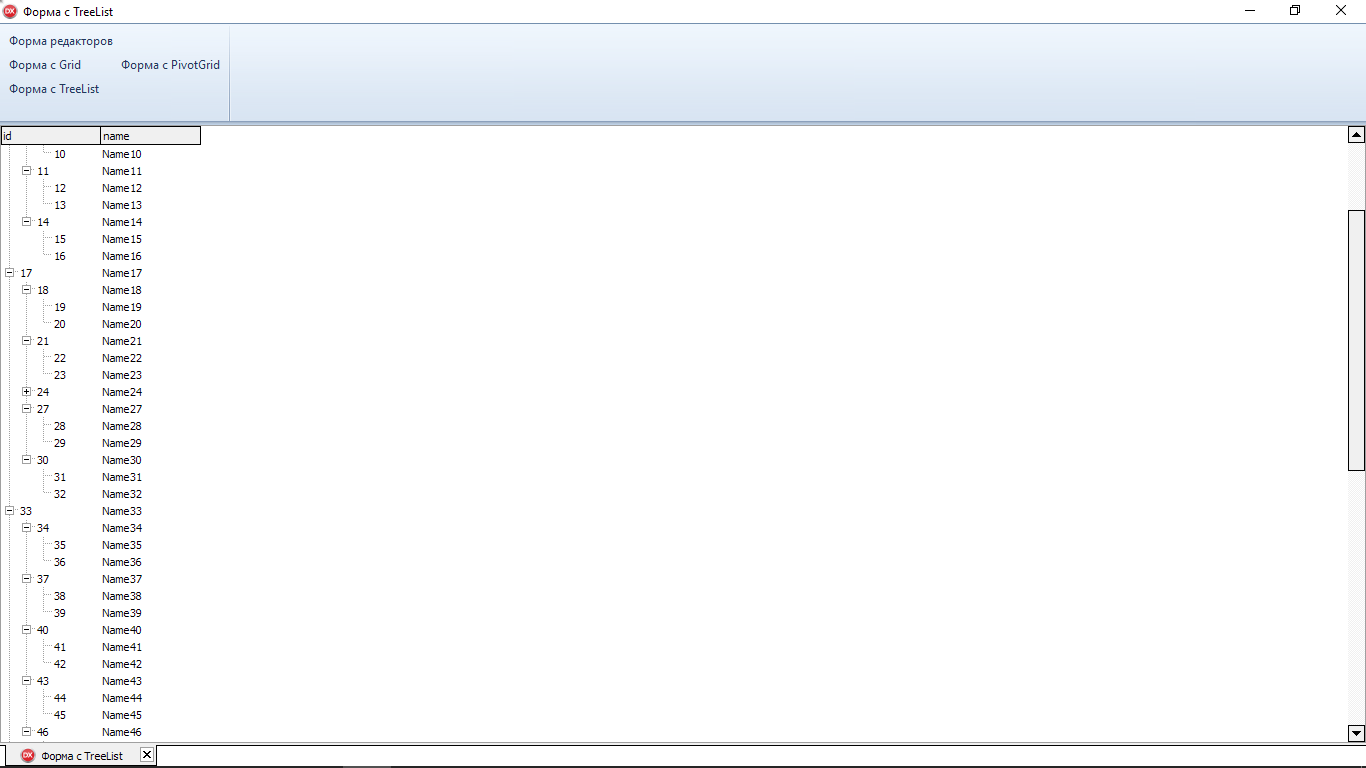 DX Форма с TreeList
Форма редакторов
Форма с Grid Форма с PivotGrid
Форма с TreeList
id name
10 Name10
11 Name11
12 Name12
13 Name13
14 Name14
15 Name15
16 Name16
17 Name17
18 Name18
19 Name19
20 Name20
21 Name21
22 Name22
23 Name23
24 Name24
27 Name27
28 Name28
29 Name29
30 Name30
31 Name31
32 Name32
33 Name33
34 Name34
35 Name35
36 Name36
37 Name37
38 Name38
39 Name39
40 Name40
41 Name41
42 Name42
43 Name43
44 Name44
45 Name45
46 Name46
DX Форма с TreeList